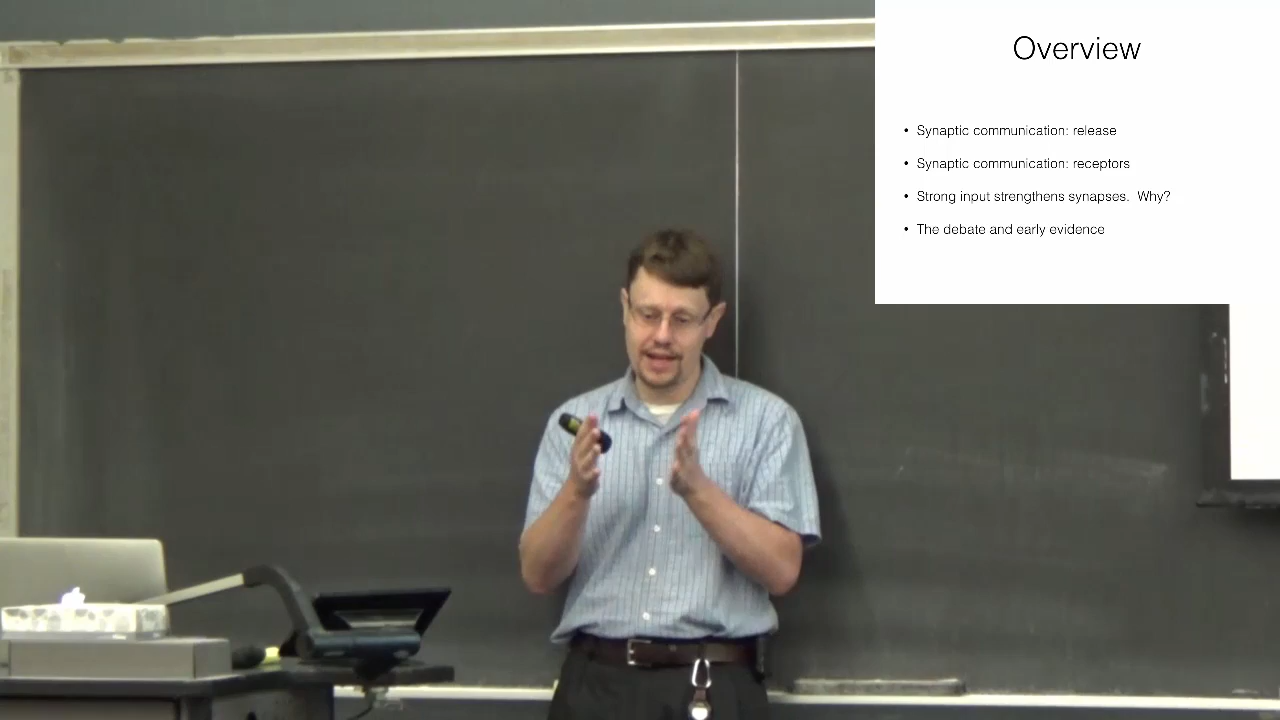 Overview
• Synaptic communication: release
• Synaptic communication: receptors
• Strong input strengthens synapses. Why?
• The debate and early evidence